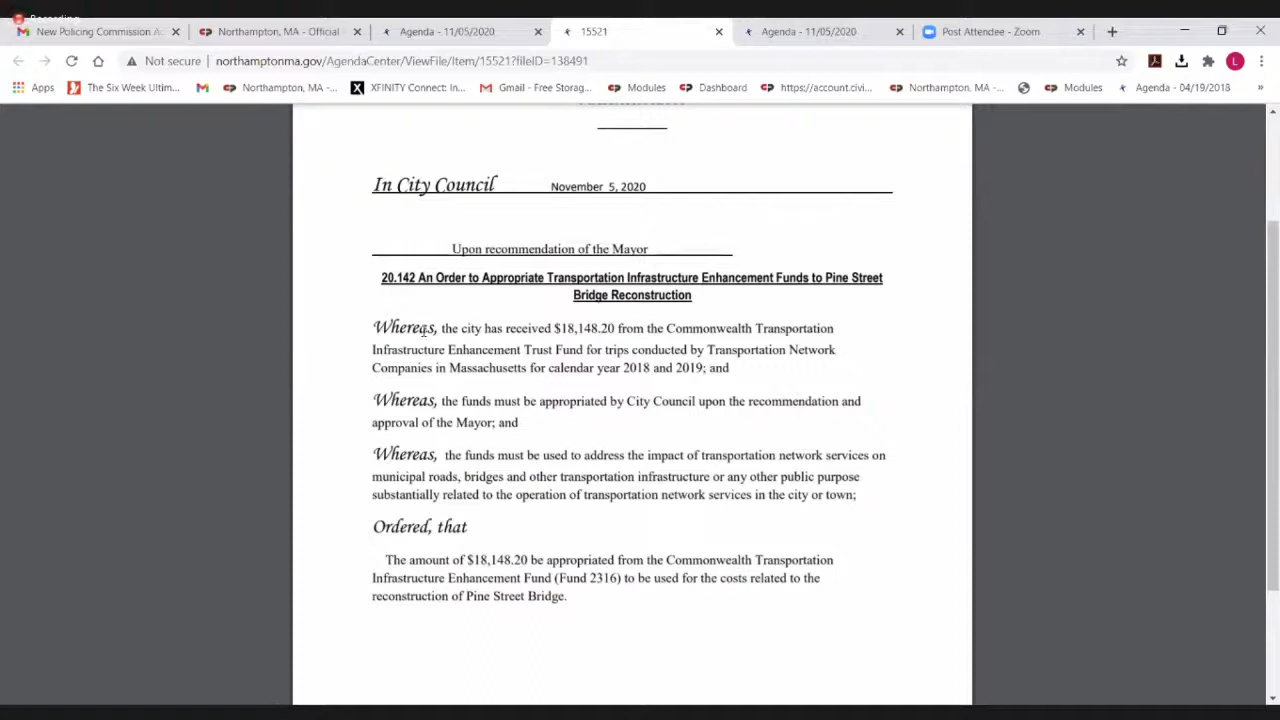 Recording
New Policing Commission A
Northampton, MA - Official
Agenda - 11/05/2020
15521
Agenda - 11/05/2020
Post Attendee - Zoom
Not secure
northamptonma.gov/AgendaCenter/ViewFile/Item/15521?fileID=138491
L
Apps
The Six Week Ultim...
Northampton, MA -...
XFINITY Connect: In...
Gmail - Free Storag...
Modules
Dashboard
https://account.civi...
Northampton, MA -...
Modules
Agenda - 04/19/2018
»
In City Council November 5, 2020
Upon recommendation of the Mayor
20.142 An Order to Appropriate Transportation Infrastructure Enhancement Funds to Pine Street
Bridge Reconstruction
Whereas, the city has received $18,148.20 from the Commonwealth Transportation
Infrastructure Enhancement Trust Fund for trips conducted by Transportation Network
Companies in Massachusetts for calendar year 2018 and 2019; and
Whereas, the funds must be appropriated by City Council upon the recommendation and
approval of the Mayor; and
Whereas, the funds must be used to address the impact of transportation network services on
municipal roads, bridges and other transportation infrastructure or any other public purpose
substantially related to the operation of transportation network services in the city or town;
Ordered, that
The amount of $18,148.20 be appropriated from the Commonwealth Transportation
Infrastructure Enhancement Fund (Fund 2316) to be used for the costs related to the
reconstruction of Pine Street Bridge.